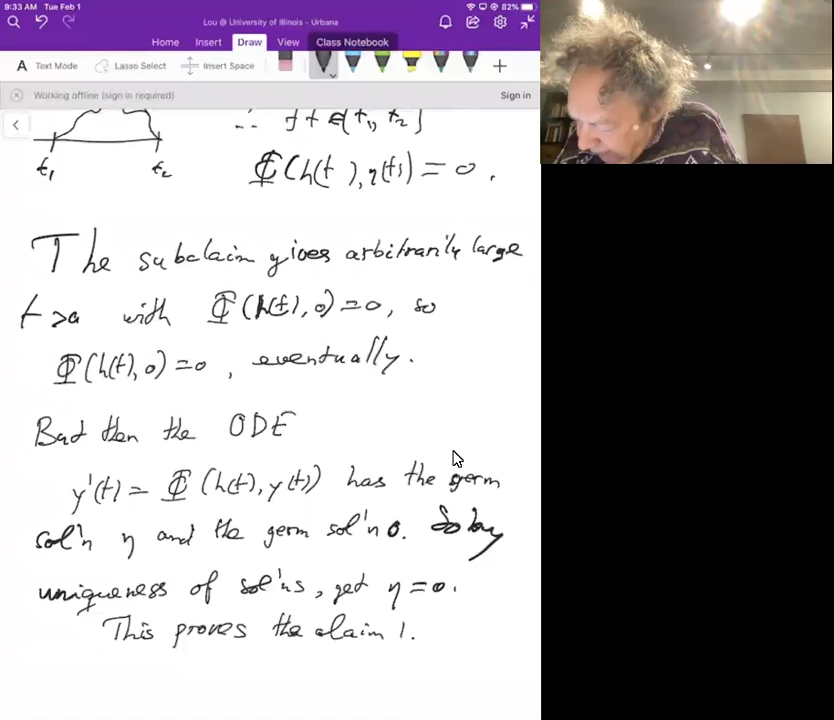 9:33 AM Tue Feb 1
Lou @ University of Illinois - Urbana
82%
Home Insert Draw View Class Notebook
A Text Mode Lasso Select Insert Space
Working offline (sign in required) Sign in
∴ ∃ t ∈ (t₁, t₂)
t₁ t₂ Φ(h(t), η(t)) = 0.
The subclaim gives arbitrarily large
t > a with Φ(h(t), 0) = 0, so
Φ(h(t), 0) = 0, eventually.
But then the ODE
y'(t) = Φ(h(t), y(t)) has the germ
sol'n η and the germ sol'n 0. So by
uniqueness of sol'ns, get η = 0.
This proves the claim 1.